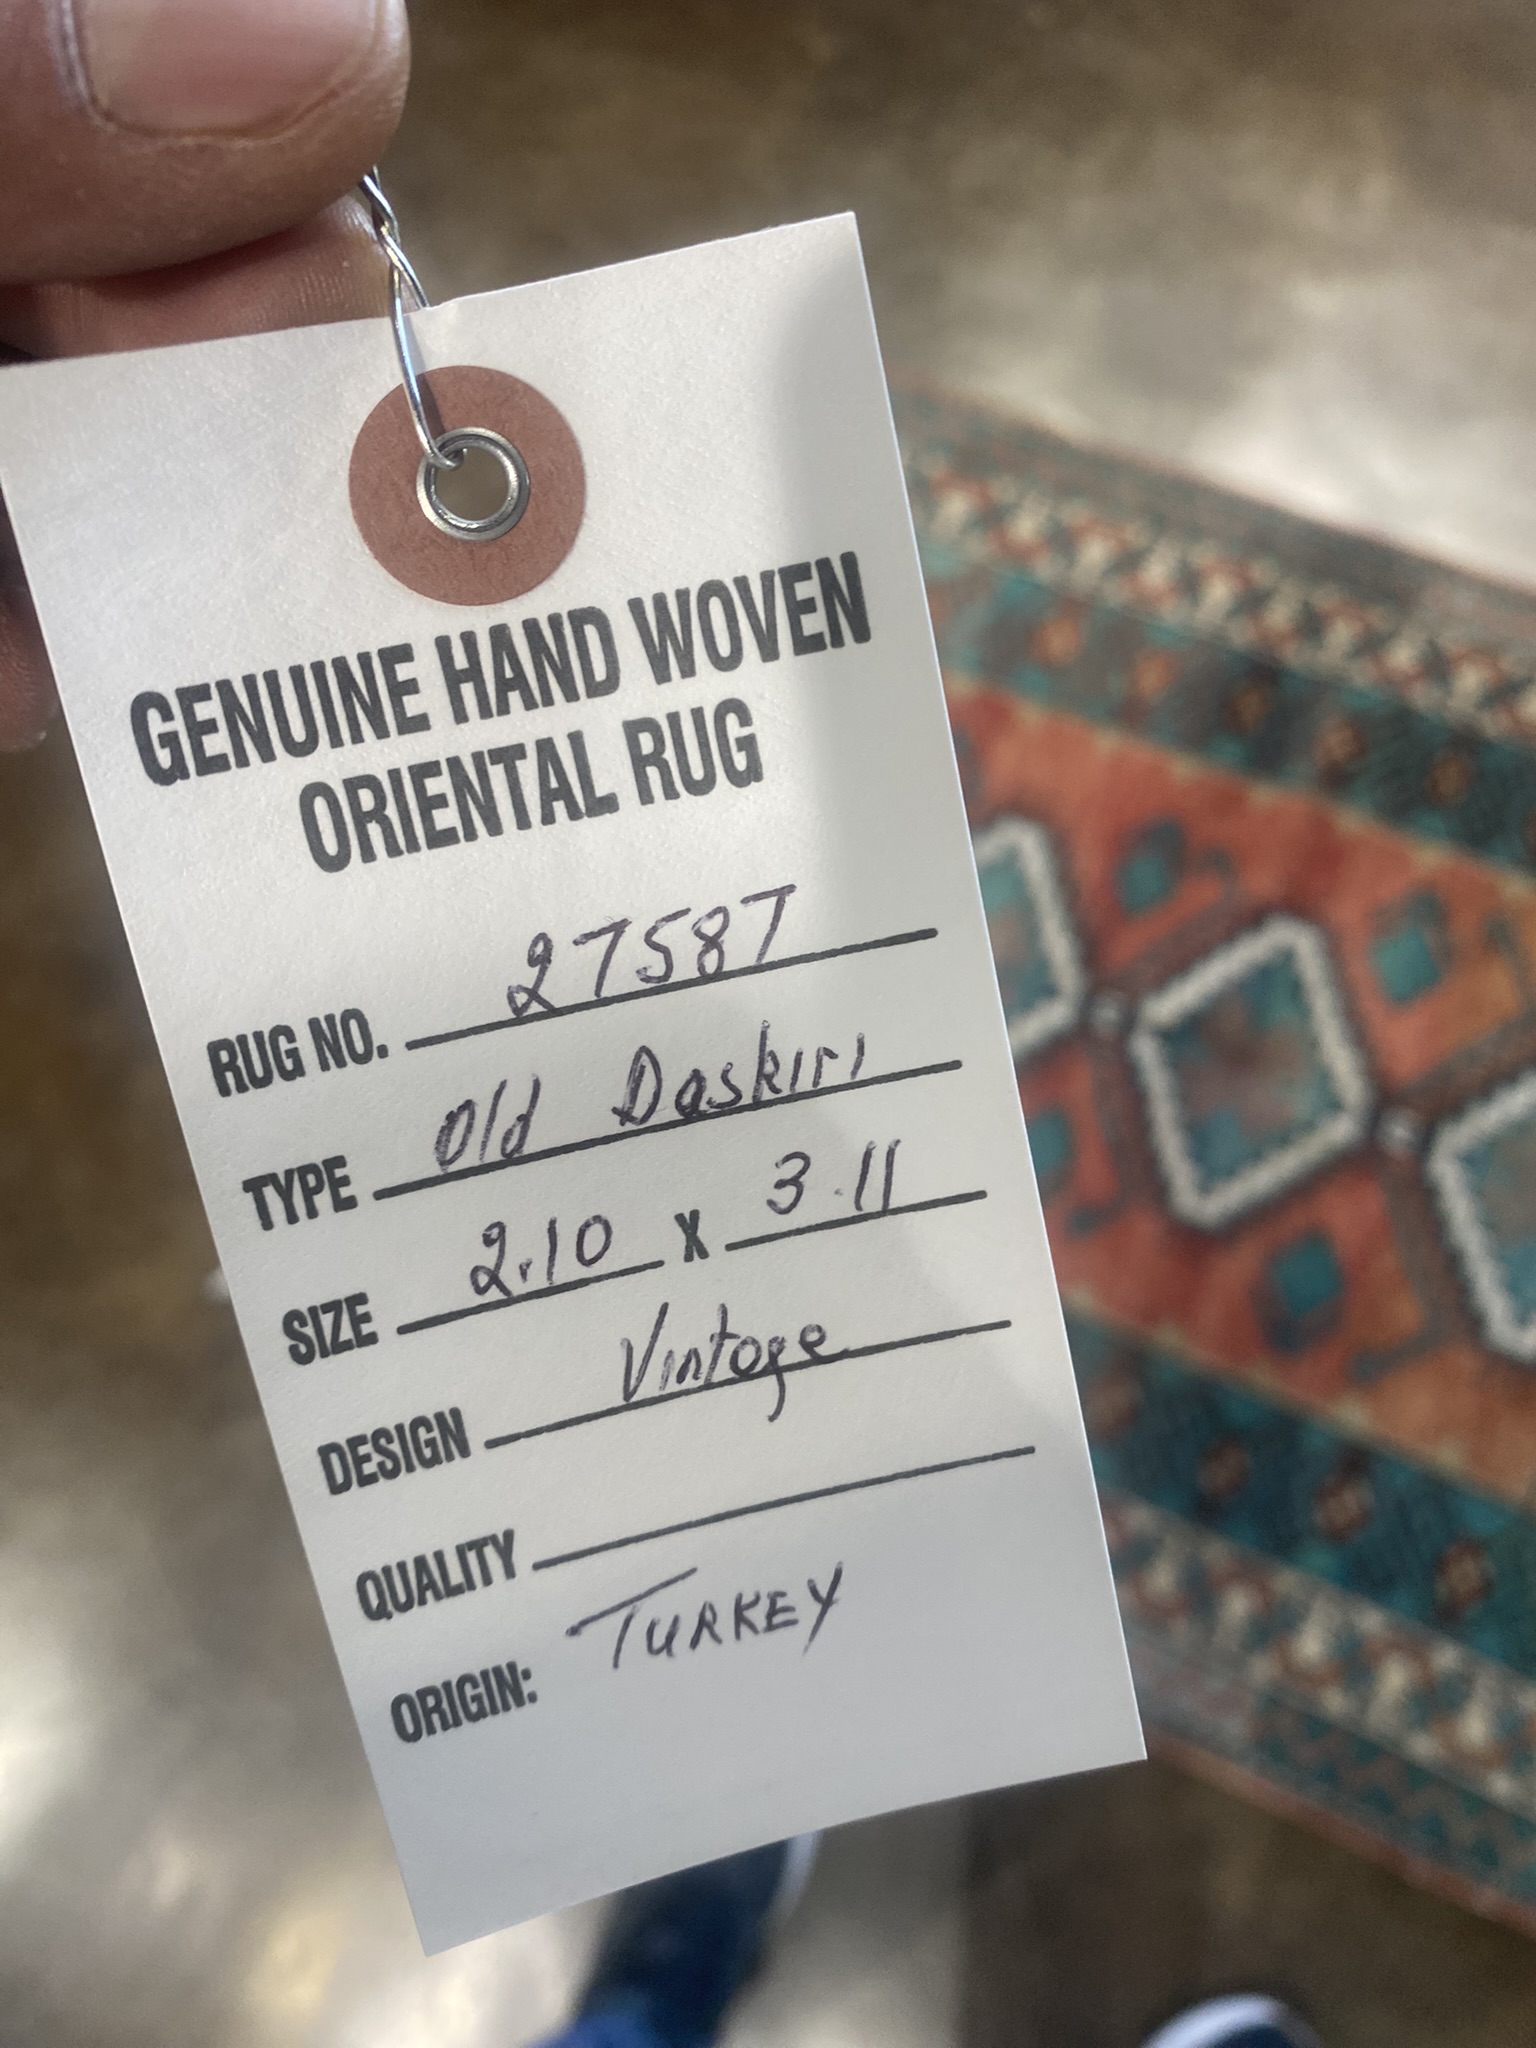 GENUINE HAND WOVEN
ORIENTAL RUG
RUG NO. 27587
TYPE Old Daskiri
SIZE 2.10 X 3.11
DESIGN Vintage
QUALITY
ORIGIN: TURKEY